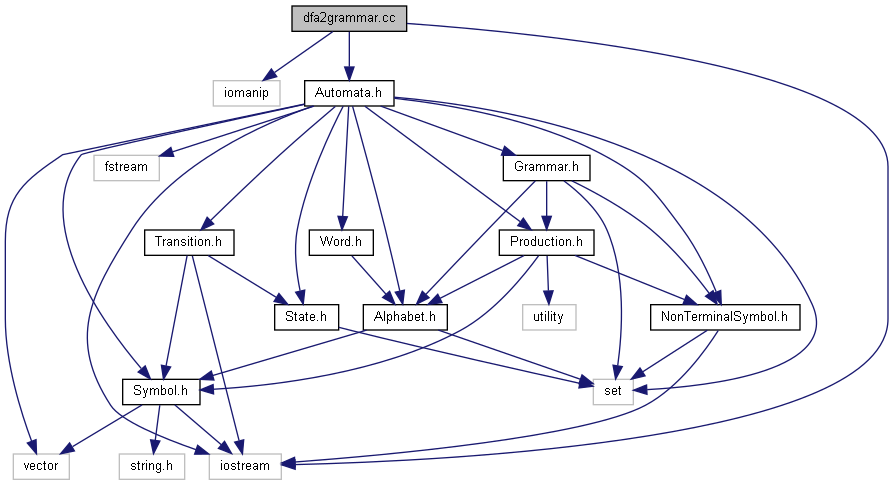 dfa2grammar.cc
iomanip
Automata.h
fstream
Grammar.h
Transition.h
Word.h
Production.h
State.h
Alphabet.h
utility
NonTerminalSymbol.h
Symbol.h
set
vector
string.h
iostream